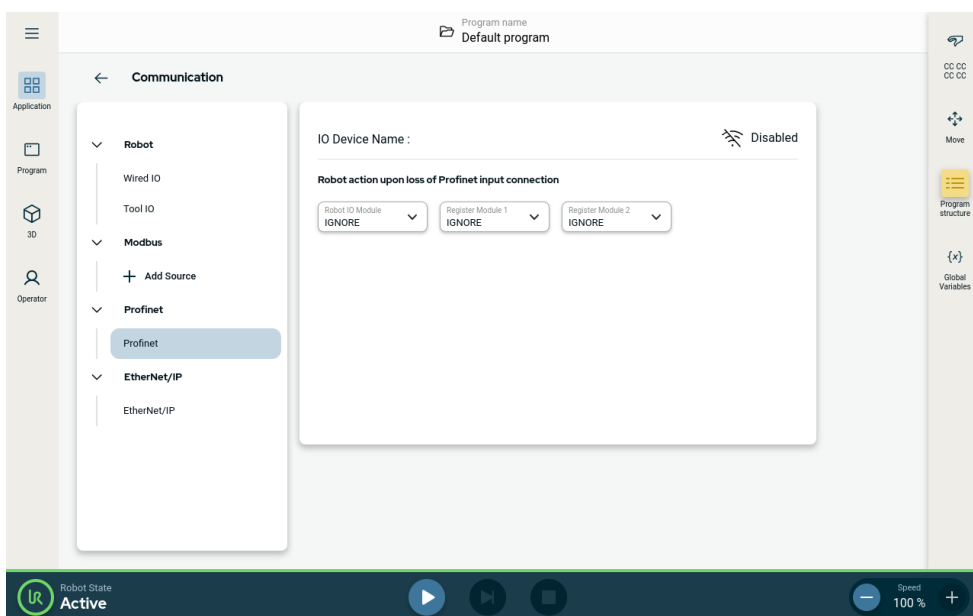 Program name
Default program
Communication
Application
Program
3D
Operator
Robot
Wired IO
Tool IO
Modbus
Add Source
Profinet
Profinet
EtherNet/IP
EtherNet/IP
IO Device Name :
Disabled
Robot action upon loss of Profinet input connection
Robot IO Module
IGNORE
Register Module 1
IGNORE
Register Module 2
IGNORE
CC CC
CC CC
Move
Program
structure
{x}
Global
Variables
UR
Robot State
Active
Speed
100 %